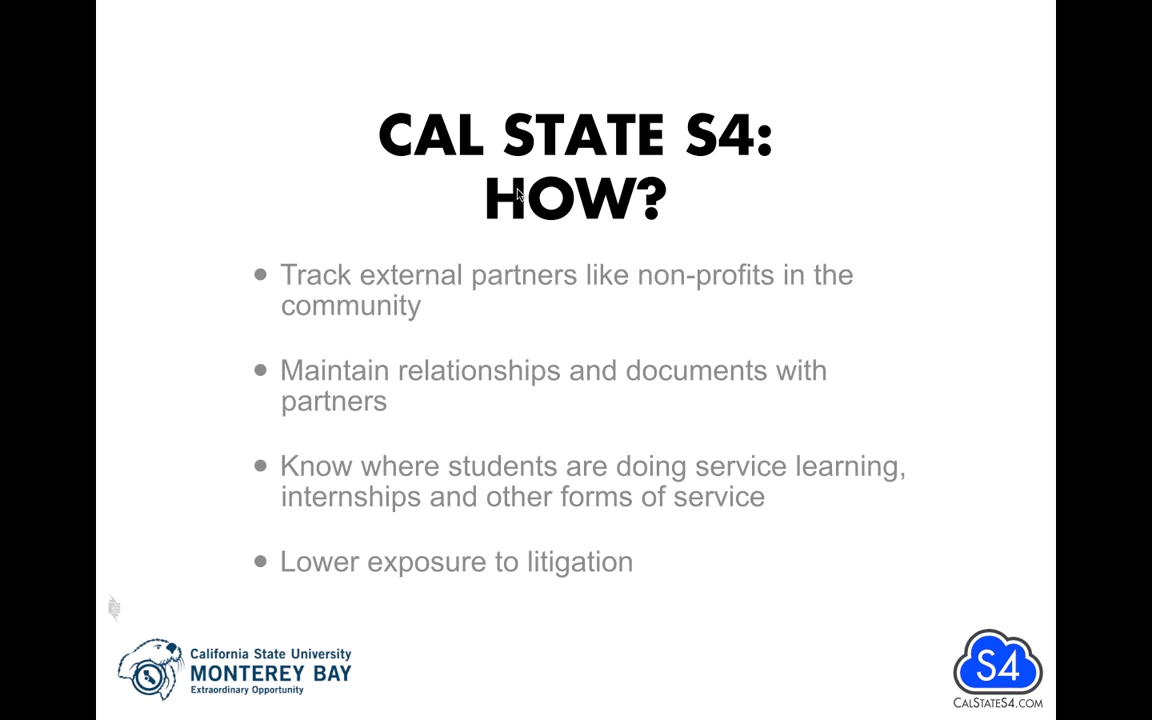 CAL STATE S4:
HOW?
• Track external partners like non-profits in the
community
• Maintain relationships and documents with
partners
• Know where students are doing service learning,
internships and other forms of service
• Lower exposure to litigation
California State University
MONTEREY BAY
Extraordinary Opportunity
S4
CALSTATES4.COM